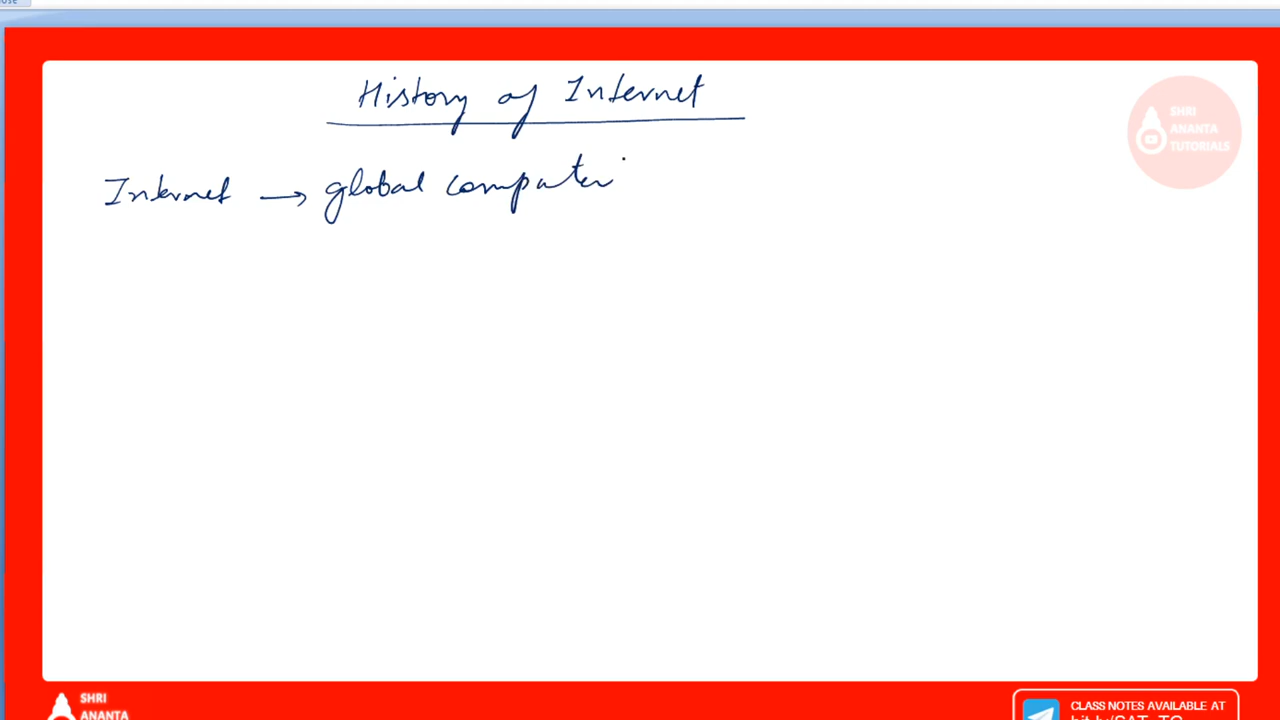 History of Internet
SHRI
ANANTA
TUTORIALS
Internet → global computer
SHRI
ANANTA
CLASS NOTES AVAILABLE AT